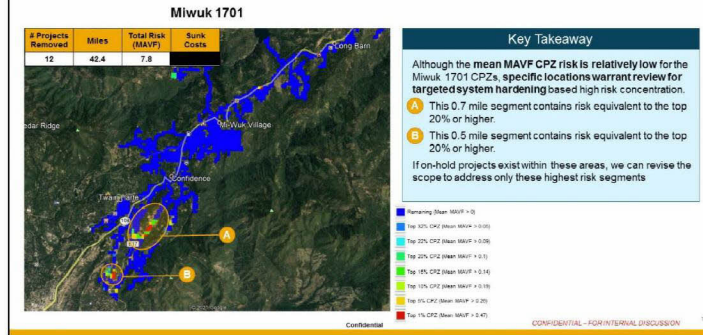 Miwuk 1701
# Projects Removed Miles Total Risk (MAVF) Sunk Costs
12 42.4 7.8
Long Barn
Mi-Wuk Village
edar Ridge
Confidence
Twain Harte
A
B
Key Takeaway
Although the mean MAVF CPZ risk is relatively low for the
Miwuk 1701 CPZs, specific locations warrant review for
targeted system hardening based high risk concentration.
A This 0.7 mile segment contains risk equivalent to the top
20% or higher.
B This 0.5 mile segment contains risk equivalent to the top
20% or higher.
If on-hold projects exist within these areas, we can revise the
scope to address only these highest risk segments
Remaining (Mean MAVF > 0)
(Mean MAVF > 0.05)
(Mean MAVF > 0.09)
Top 20% CPZ (Mean MAVF > 0.1)
Top 15% CPZ (Mean MAVF > 0.14)
Top 10% CPZ (Mean MAVF > 0.19)
Top 5% CPZ (Mean MAVF > 0.26)
Top 1% CPZ (Mean MAVF > 0.47)
Confidential
CONFIDENTIAL - FOR INTERNAL DISCUSSION